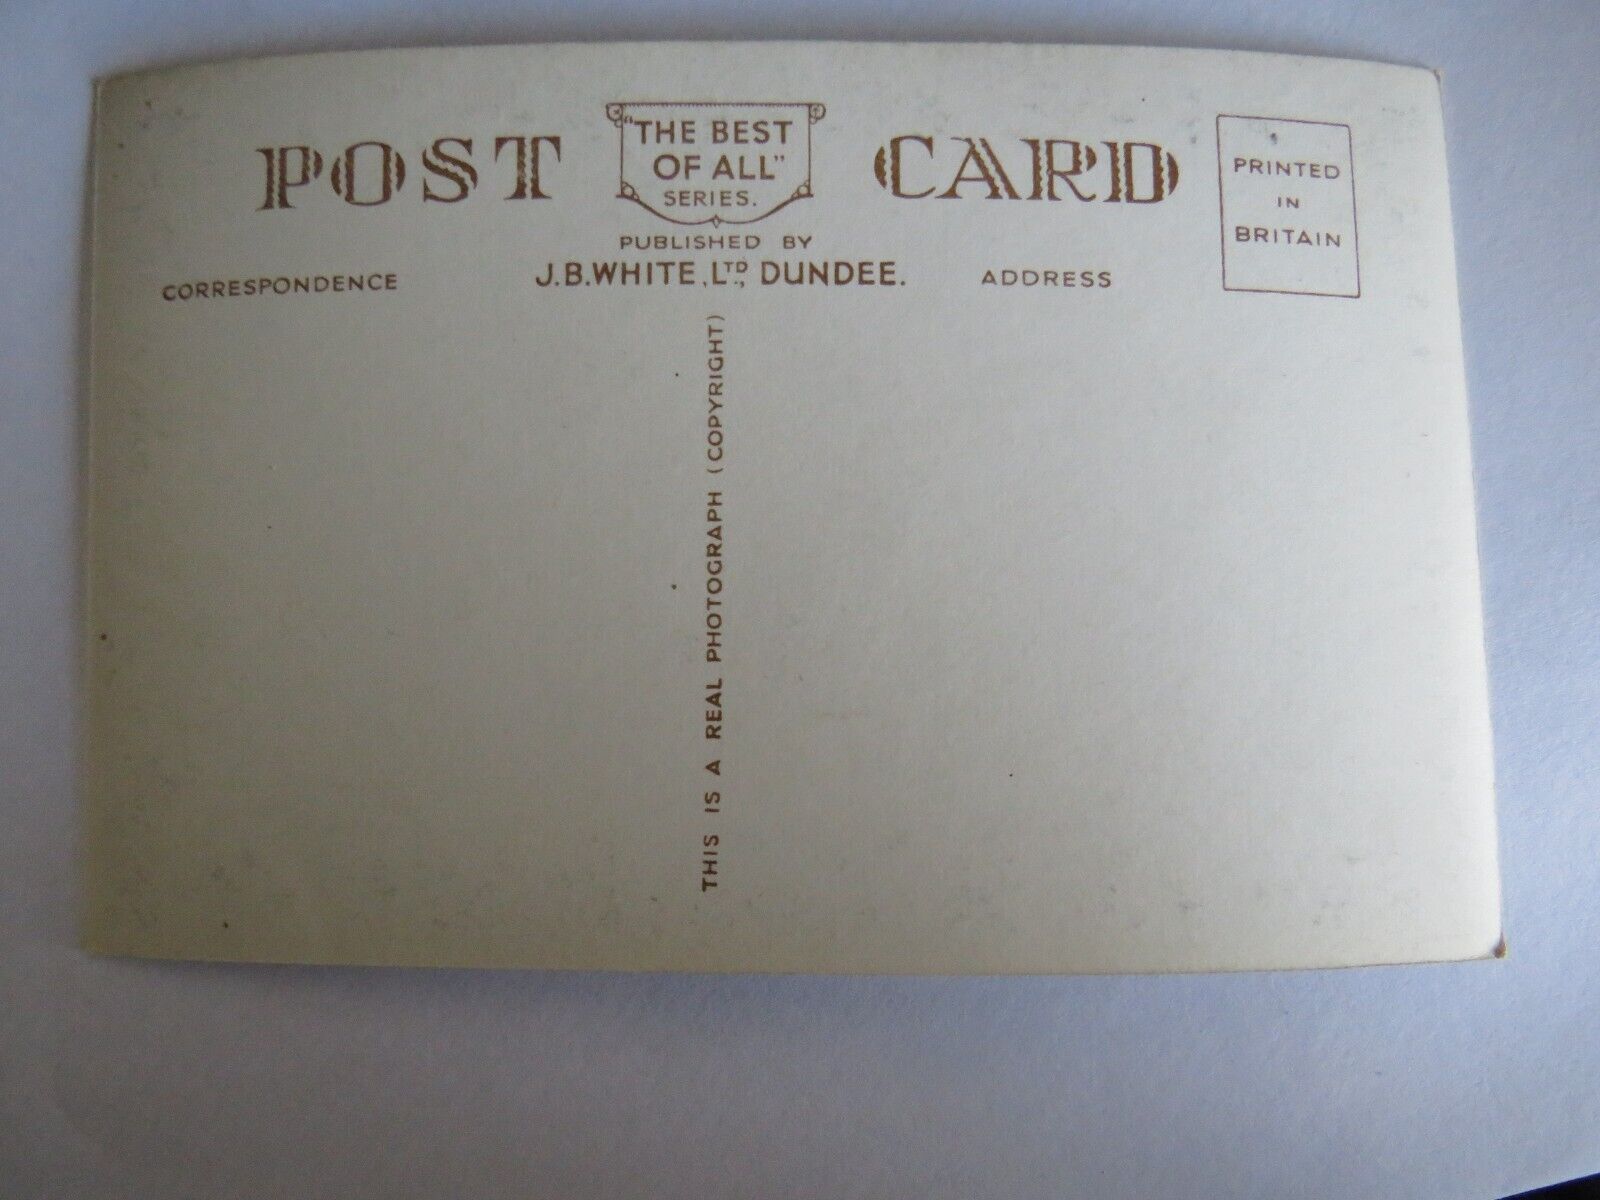 POST CARD
"THE BEST
OF ALL"
SERIES.
PUBLISHED BY
J.B.WHITE, LTD., DUNDEE.
CORRESPONDENCE
ADDRESS
PRINTED
IN
BRITAIN
THIS IS A REAL PHOTOGRAPH (COPYRIGHT)